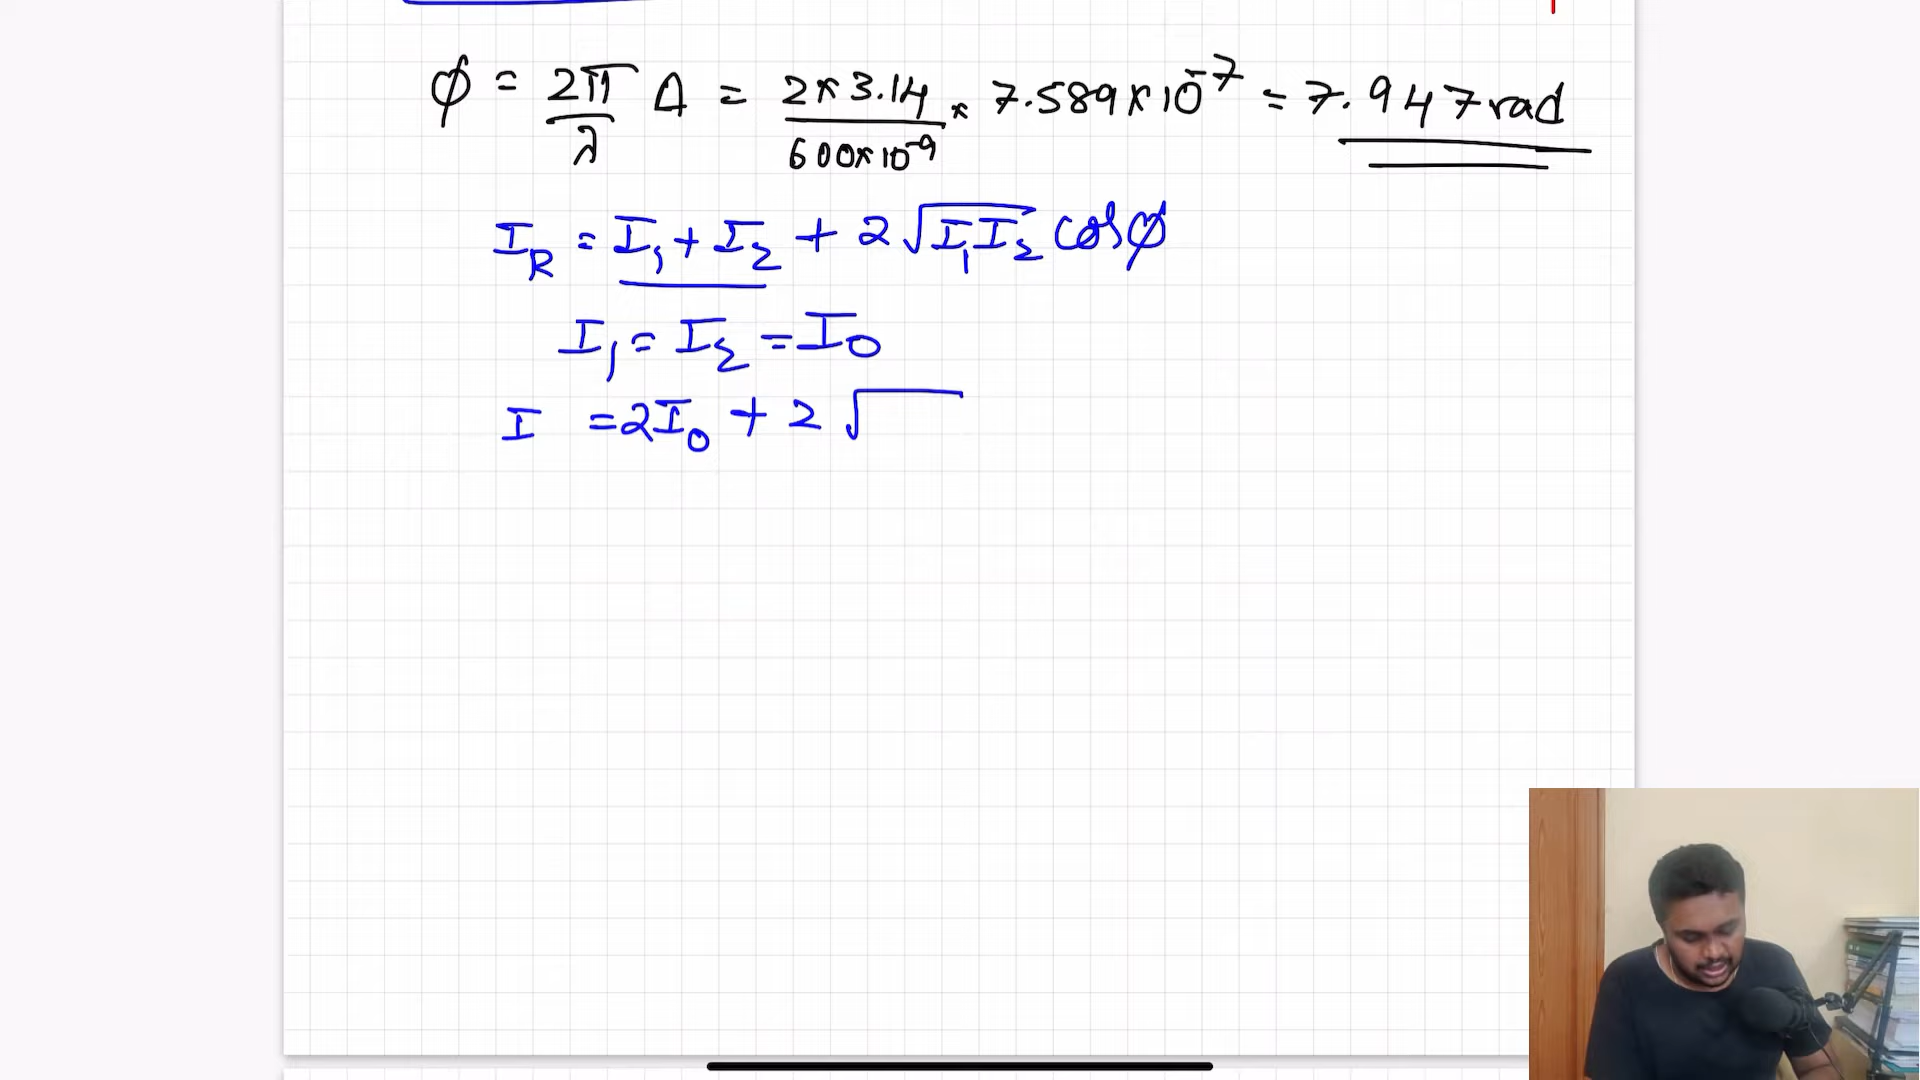 ϕ = 2π/λ Δ = 2×3.14/600×10⁻⁹ × 7.589×10⁻⁷ = 7.947 rad
I_R = I₁ + I₂ + 2√(I₁I₂) cosϕ
I₁ = I₂ = I₀
I = 2I₀ + 2√